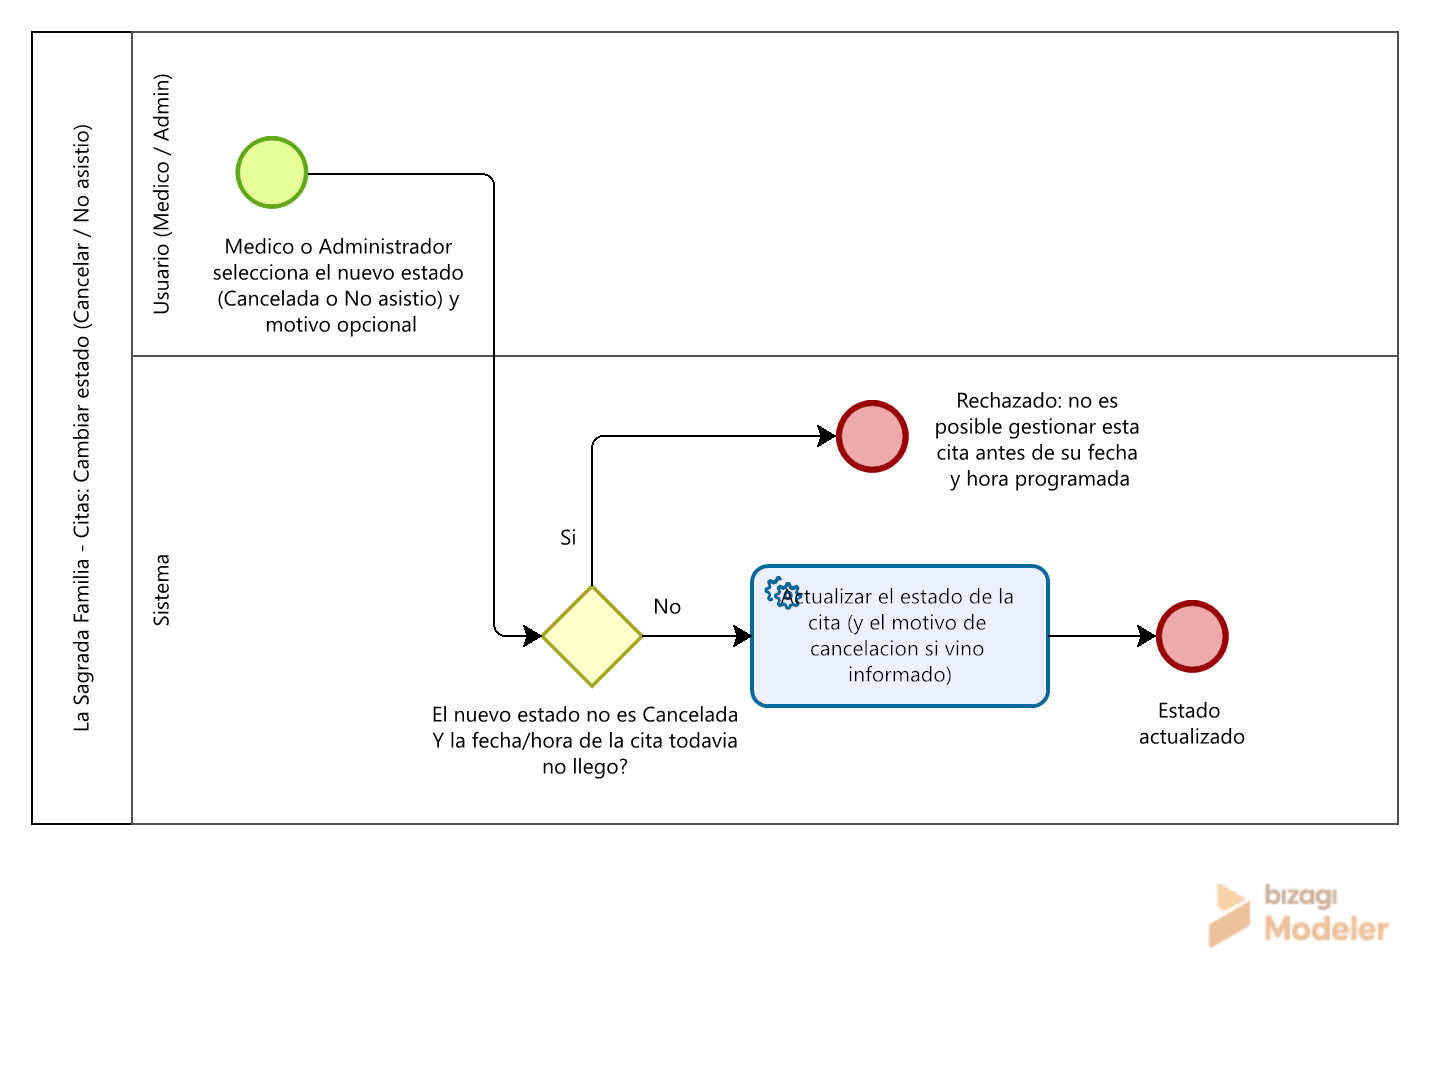 La Sagrada Familia - Citas: Cambiar estado (Cancelar / No asistio)
Usuario (Medico / Admin)
Medico o Administrador
selecciona el nuevo estado
(Cancelada o No asistio) y
motivo opcional
Sistema
Rechazado: no es
posible gestionar esta
cita antes de su fecha
y hora programada
Si
No
El nuevo estado no es Cancelada
Y la fecha/hora de la cita todavia
no llego?
Actualizar el estado de la
cita (y el motivo de
cancelacion si vino
informado)
Estado
actualizado
bizagi
Modeler